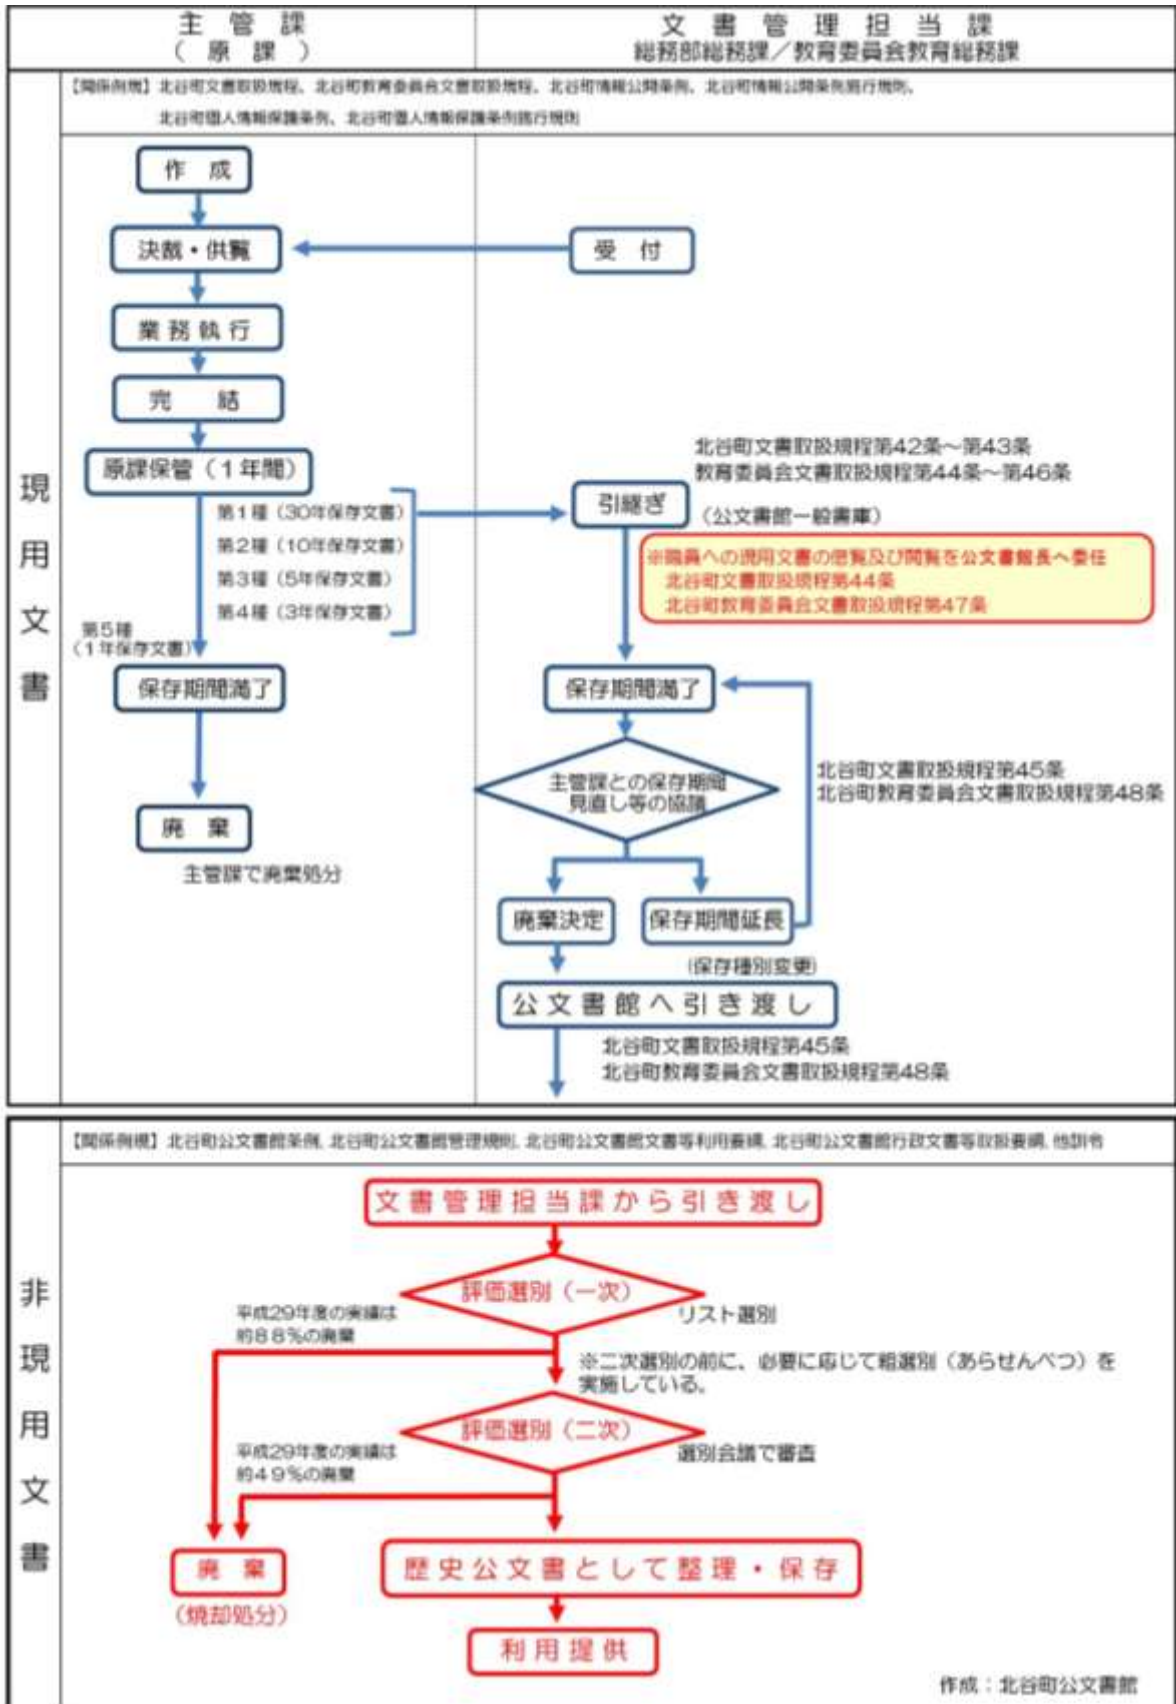 主管課
（原課）
文書管理担当課
総務部総務課／教育委員会教育総務課
【関係例規】北谷町文書取扱規程、北谷町教育委員会文書取扱規程、北谷町情報公開条例、北谷町情報公開条例施行規則、
北谷町個人情報保護条例、北谷町個人情報保護条例施行規則
現用文書
作成
決裁・供覧
受付
業務執行
完結
原課保管（１年間）
第１種（30年保存文書）
第２種（10年保存文書）
第３種（5年保存文書）
第４種（3年保存文書）
第５種
（１年保存文書）
保存期間満了
廃棄
主管課で廃棄処分
北谷町文書取扱規程第42条～第43条
教育委員会文書取扱規程第44条～第46条
引継ぎ
（公文書館一般書庫）
※職員への現用文書の借覧及び閲覧を公文書館長へ委任
北谷町文書取扱規程第44条
北谷町教育委員会文書取扱規程第47条
保存期間満了
主管課との保存期間
見直し等の協議
北谷町文書取扱規程第45条
北谷町教育委員会文書取扱規程第48条
廃棄決定
保存期間延長
(保存種別変更)
公文書館へ引き渡し
北谷町文書取扱規程第45条
北谷町教育委員会文書取扱規程第48条
【関係例規】北谷町公文書館条例、北谷町公文書館管理規則、北谷町公文書館文書等利用要綱、北谷町公文書館行政文書等取扱要綱、他訓令
非現用文書
文書管理担当課から引き渡し
評価選別（一次）
リスト選別
平成29年度の実績は
約８８％の廃棄
※二次選別の前に、必要に応じて粗選別（あらせんべつ）を
実施している。
評価選別（二次）
選別会議で審査
平成29年度の実績は
約４９％の廃棄
廃棄
（焼却処分）
歴史公文書として整理・保存
利用提供
作成：北谷町公文書館